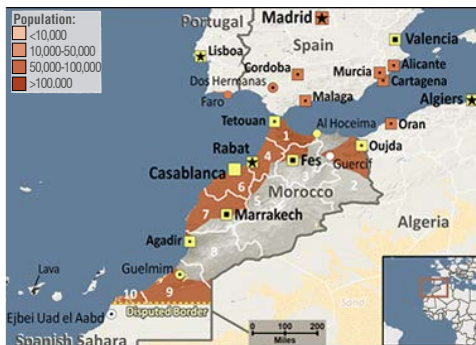 Population:
<10,000
10,000-50,000
50,000-100,000
>100.000
Portugal
Madrid
Spain
Valencia
Lisboa
Cordoba
Alicante
Murcia
Dos Hermanas
Cartagena
Faro
Malaga
Algiers
Tetouan
Al Hoceima
Oran
1
Rabat
Oujda
4
Fes
Guercif
Casablanca
3
6
Morocco
2
5
7
Marrakech
Algeria
Agadir
8
Lava
Guelmim
10
9
Ejbei Uad el Aabd
Disputed Border
Sand
0 100 200
Miles
Spanish Sahara